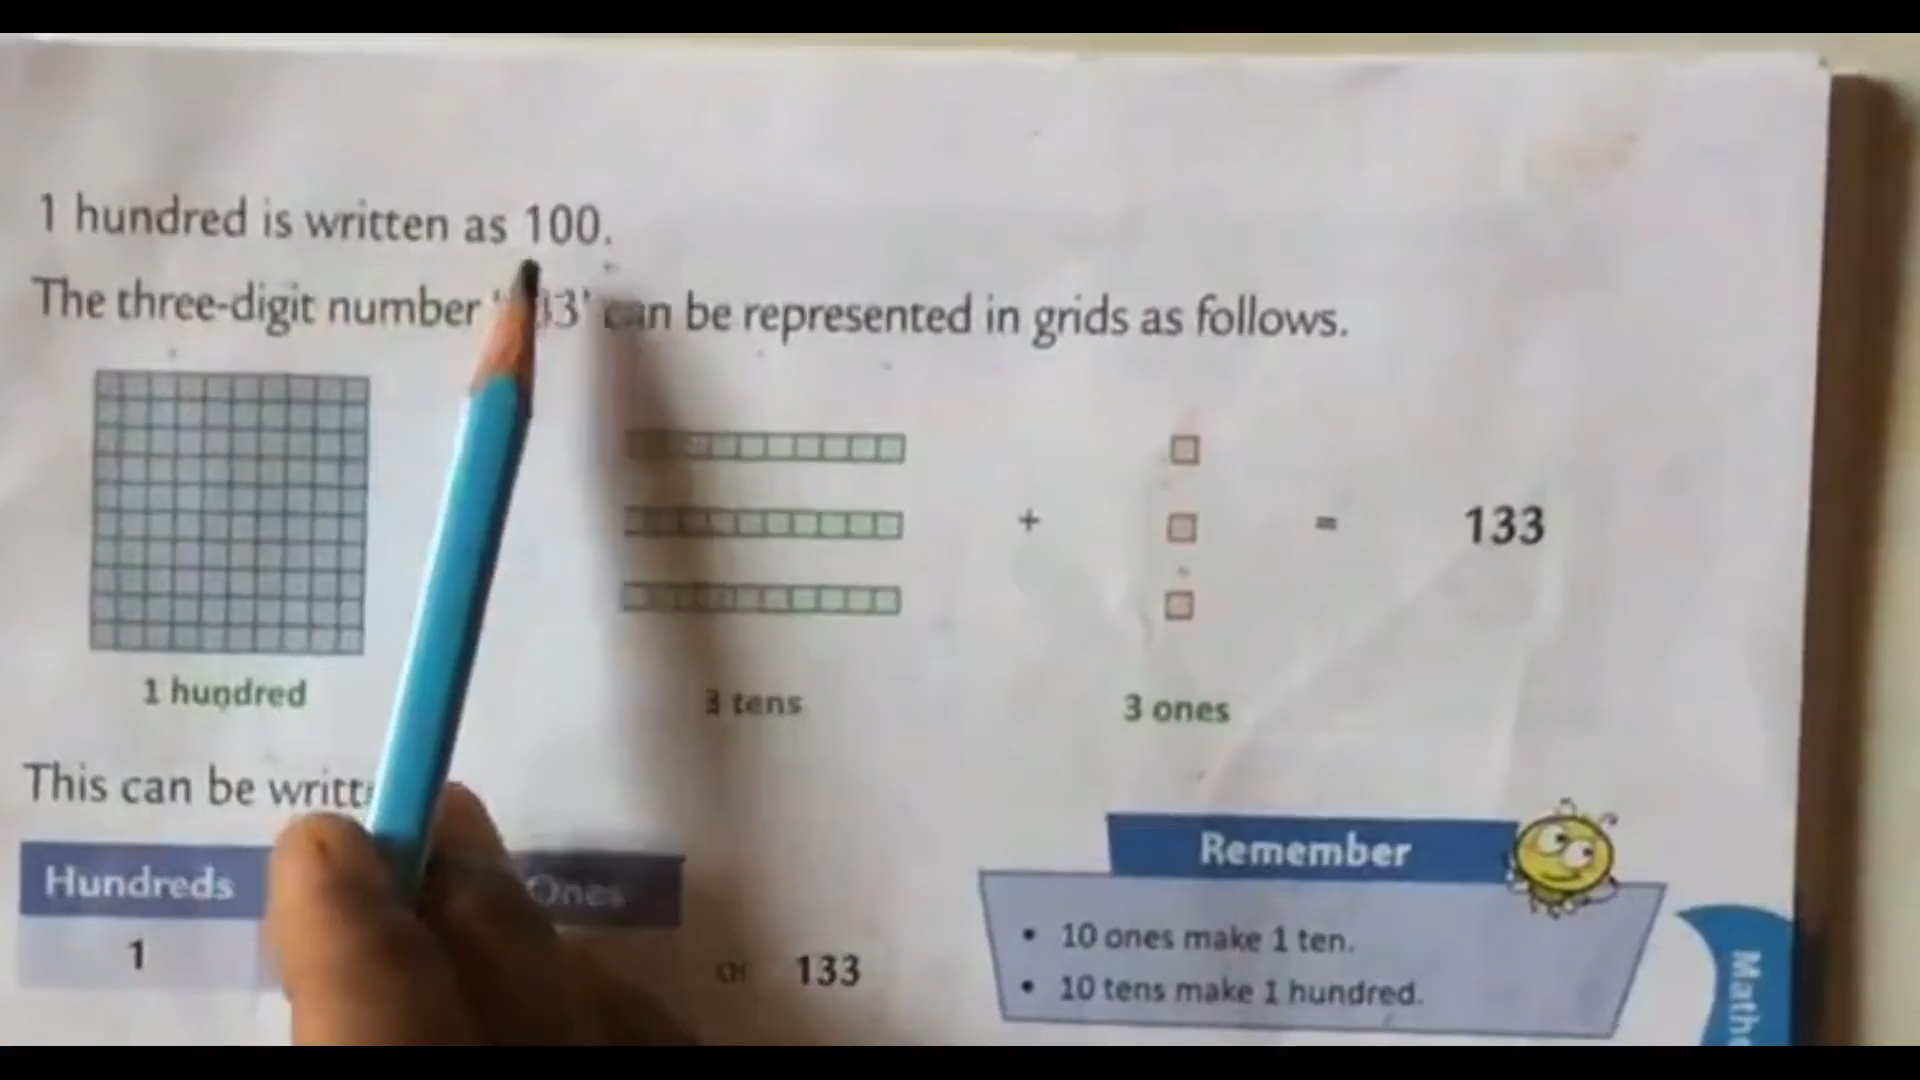 1 hundred is written as 100.
The three-digit number ' 33' can be represented in grids as follows.
+ = 133
1 hundred 3 tens 3 ones
This can be
Hundreds Ones
1 or 133
Remember
• 10 ones make 1 ten.
• 10 tens make 1 hundred.